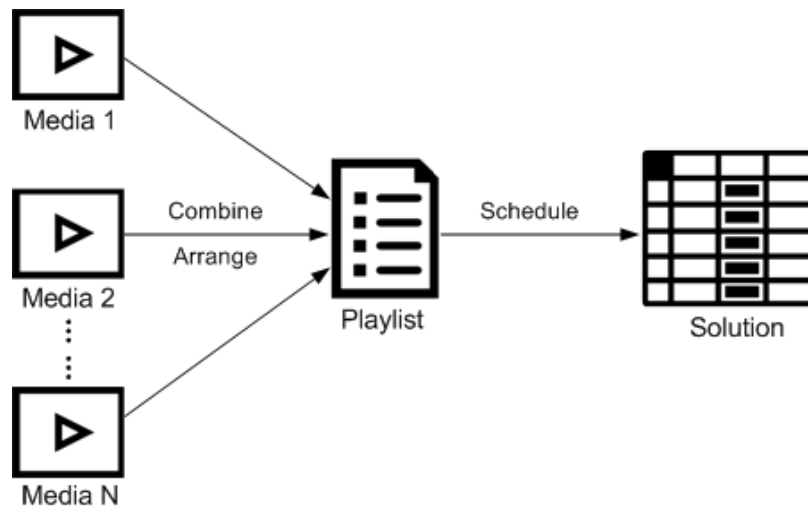 Media 1
Combine
Arrange
Media 2
Media N
Playlist
Schedule
Solution